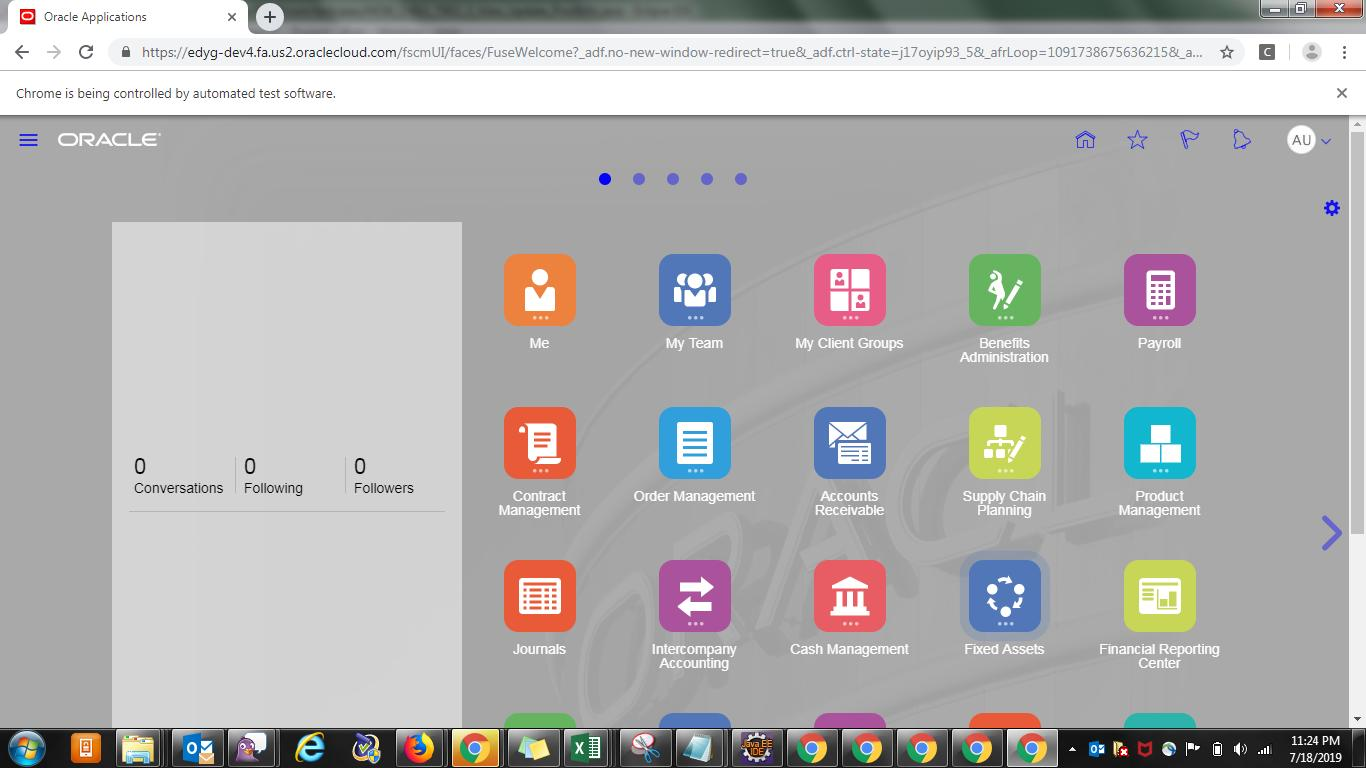 Oracle Applications
https://edyg-dev4.fa.us2.oraclecloud.com/fscmUI/faces/FuseWelcome?_adf.no-new-window-redirect=true&_adf.ctrl-state=j17oyip93_5&_afrLoop=1091738675636215&_a...
C
Chrome is being controlled by automated test software.
ORACLE
AU
Me
My Team
My Client Groups
Benefits
Administration
Payroll
0
Conversations
0
Following
0
Followers
Contract
Management
Order Management
Accounts
Receivable
Supply Chain
Planning
Product
Management
Journals
Intercompany
Accounting
Cash Management
Fixed Assets
Financial Reporting
Center
ORACLE
Java EE
IDE
11:24 PM
7/18/2019